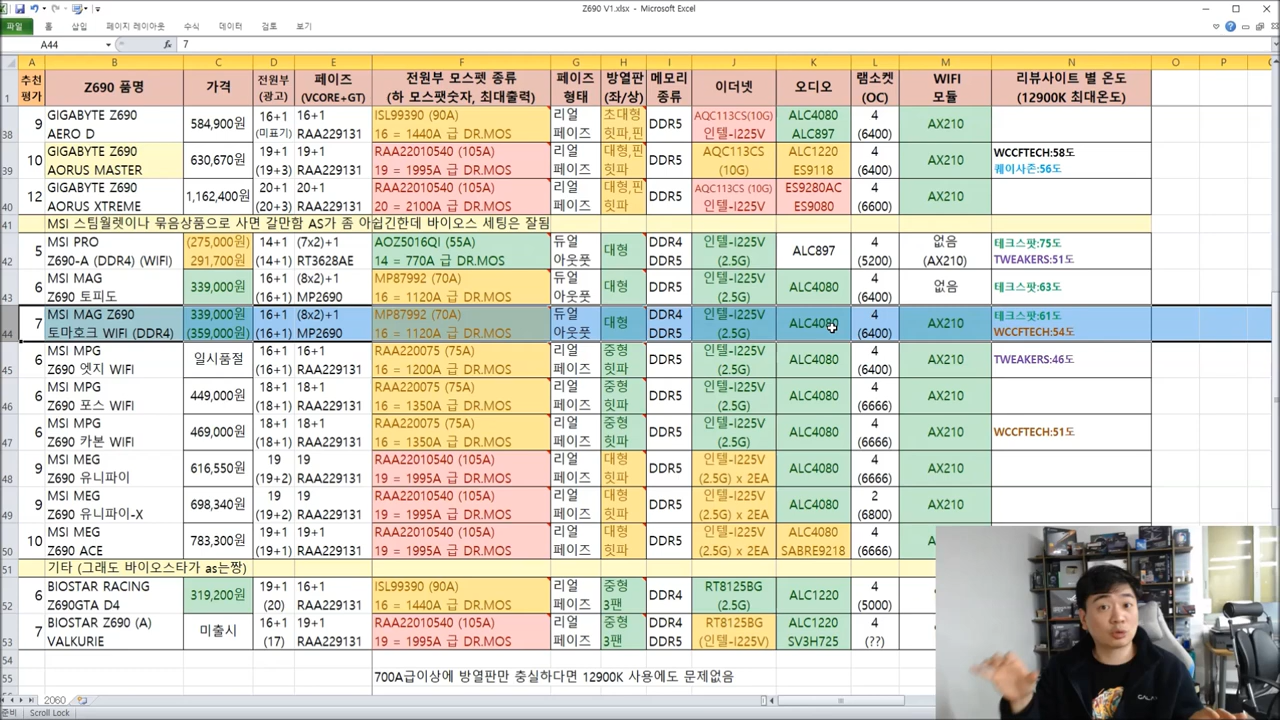 Z690 V1.xlsx - Microsoft Excel
파일 홈 삽입 페이지 레이아웃 수식 데이터 검토 보기
A44 fx 7
A B C D E F G H I J K L M N O P
1 추천 평가 Z690 품명 가격 전원부 (광고) 페이즈 (VCORE+GT) 전원부 모스펫 종류 (하 모스팻숫자, 최대출력) 페이즈 형태 방열판 (좌/상) 메모리 종류 이더넷 오디오 램소켓 (OC) WIFI 모듈 리뷰사이트 별 온도 (12900K 최대온도)
38 9 GIGABYTE Z690 AERO D 584,900원 16+1 (미표기) 16+1 RAA229131 ISL99390 (90A) 16 = 1440A 급 DR.MOS 리얼 페이즈 초대형 힛파,핀 DDR5 AQC113CS(10G) 인텔-I225V ALC4080 ALC897 4 (6400) AX210
39 10 GIGABYTE Z690 AORUS MASTER 630,670원 19+1 (19+3) 19+1 RAA229131 RAA22010540 (105A) 19 = 1995A 급 DR.MOS 리얼 페이즈 대형,핀 힛파 DDR5 AQC113CS (10G) ALC1220 ES9118 4 (6400) AX210 WCCFTECH:58도 퀘이사존:56도
40 12 GIGABYTE Z690 AORUS XTREME 1,162,400원 20+1 (20+3) 20+1 RAA229131 RAA22010540 (105A) 20 = 2100A 급 DR.MOS 리얼 페이즈 대형,핀 힛파 DDR5 AQC113CS (10G) 인텔-I225V ES9280AC ES9080 4 (6600) AX210
41 MSI 스팀월렛이나 묶음상품으로 사면 갈만함 AS가 좀 아쉽긴한데 바이오스 세팅은 잘됨
42 5 MSI PRO Z690-A (DDR4) (WIFI) (275,000원) 291,700원 14+1 (14+1) (7x2)+1 RT3628AE AOZ5016QI (55A) 14 = 770A 급 DR.MOS 듀얼 아웃풋 대형 DDR4 DDR5 인텔-I225V (2.5G) ALC897 4 (5200) 없음 (AX210) 테크스팟:75도 TWEAKERS:51도
43 6 MSI MAG Z690 토피도 339,000원 16+1 (16+1) (8x2)+1 MP2690 MP87992 (70A) 16 = 1120A 급 DR.MOS 듀얼 아웃풋 대형 DDR5 인텔-I225V (2.5G) ALC4080 4 (6400) 없음 테크스팟:63도
44 7 MSI MAG Z690 토마호크 WIFI (DDR4) 339,000원 (359,000원) 16+1 (16+1) (8x2)+1 MP2690 MP87992 (70A) 16 = 1120A 급 DR.MOS 듀얼 아웃풋 대형 DDR4 DDR5 인텔-I225V (2.5G) ALC4080 4 (6400) AX210 테크스팟:61도 WCCFTECH:54도
45 6 MSI MPG Z690 엣지 WIFI 일시품절 16+1 (16+1) 16+1 RAA229131 RAA220075 (75A) 16 = 1200A 급 DR.MOS 리얼 페이즈 중형 힛파 DDR5 인텔-I225V (2.5G) ALC4080 4 (6666) AX210 TWEAKERS:46도
46 6 MSI MPG Z690 포스 WIFI 449,000원 18+1 (18+1) 18+1 RAA229131 RAA220075 (75A) 16 = 1350A 급 DR.MOS 리얼 페이즈 중형 힛파 DDR5 인텔-I225V (2.5G) ALC4080 4 (6666) AX210
47 6 MSI MPG Z690 카본 WIFI 469,000원 18+1 (18+1) 18+1 RAA229131 RAA220075 (75A) 16 = 1350A 급 DR.MOS 리얼 페이즈 중형 힛파 DDR5 인텔-I225V (2.5G) ALC4080 4 (6666) AX210 WCCFTECH:51도
48 9 MSI MEG Z690 유니파이 616,550원 19 (19+2) 19 RAA229131 RAA22010540 (105A) 19 = 1995A 급 DR.MOS 리얼 페이즈 대형 힛파 DDR5 인텔-I225V (2.5G) x 2EA ALC4080 4 (6666) AX210
49 9 MSI MEG Z690 유니파이-X 698,340원 19 (19+2) 19 RAA229131 RAA22010540 (105A) 19 = 1995A 급 DR.MOS 리얼 페이즈 대형 힛파 DDR5 인텔-I225V (2.5G) x 2EA ALC4080 2 (6800) AX210
50 10 MSI MEG Z690 ACE 783,300원 19+1 (19+1) 19+1 RAA229131 RAA22010540 (105A) 19 = 1995A 급 DR.MOS 리얼 페이즈 대형 힛파 DDR5 인텔-I225V (2.5G) x 2EA ALC4080 SABRE9218 4 (6666)
51 기타 (그래도 바이오스타가 as는짱)
52 6 BIOSTAR RACING Z690GTA D4 319,200원 19+1 (20) 16+1 RAA229131 ISL99390 (90A) 16 = 1440A 급 DR.MOS 리얼 페이즈 중형 3팬 DDR4 RT8125BG (2.5G) ALC1220 4 (5000)
53 7 BIOSTAR Z690 (A) VALKURIE 미출시 16+1 (17) 16+1 RAA229131 RAA22010540 (105A) 19 = 1995A 급 DR.MOS 리얼 페이즈 중형 3팬 DDR4 DDR5 RT8125BG (인텔-I225V) ALC1220 SV3H725 4 (??)
54
55 700A급이상에 방열판만 충실하다면 12900K 사용에도 문제없음
2060
준비 Scroll Lock